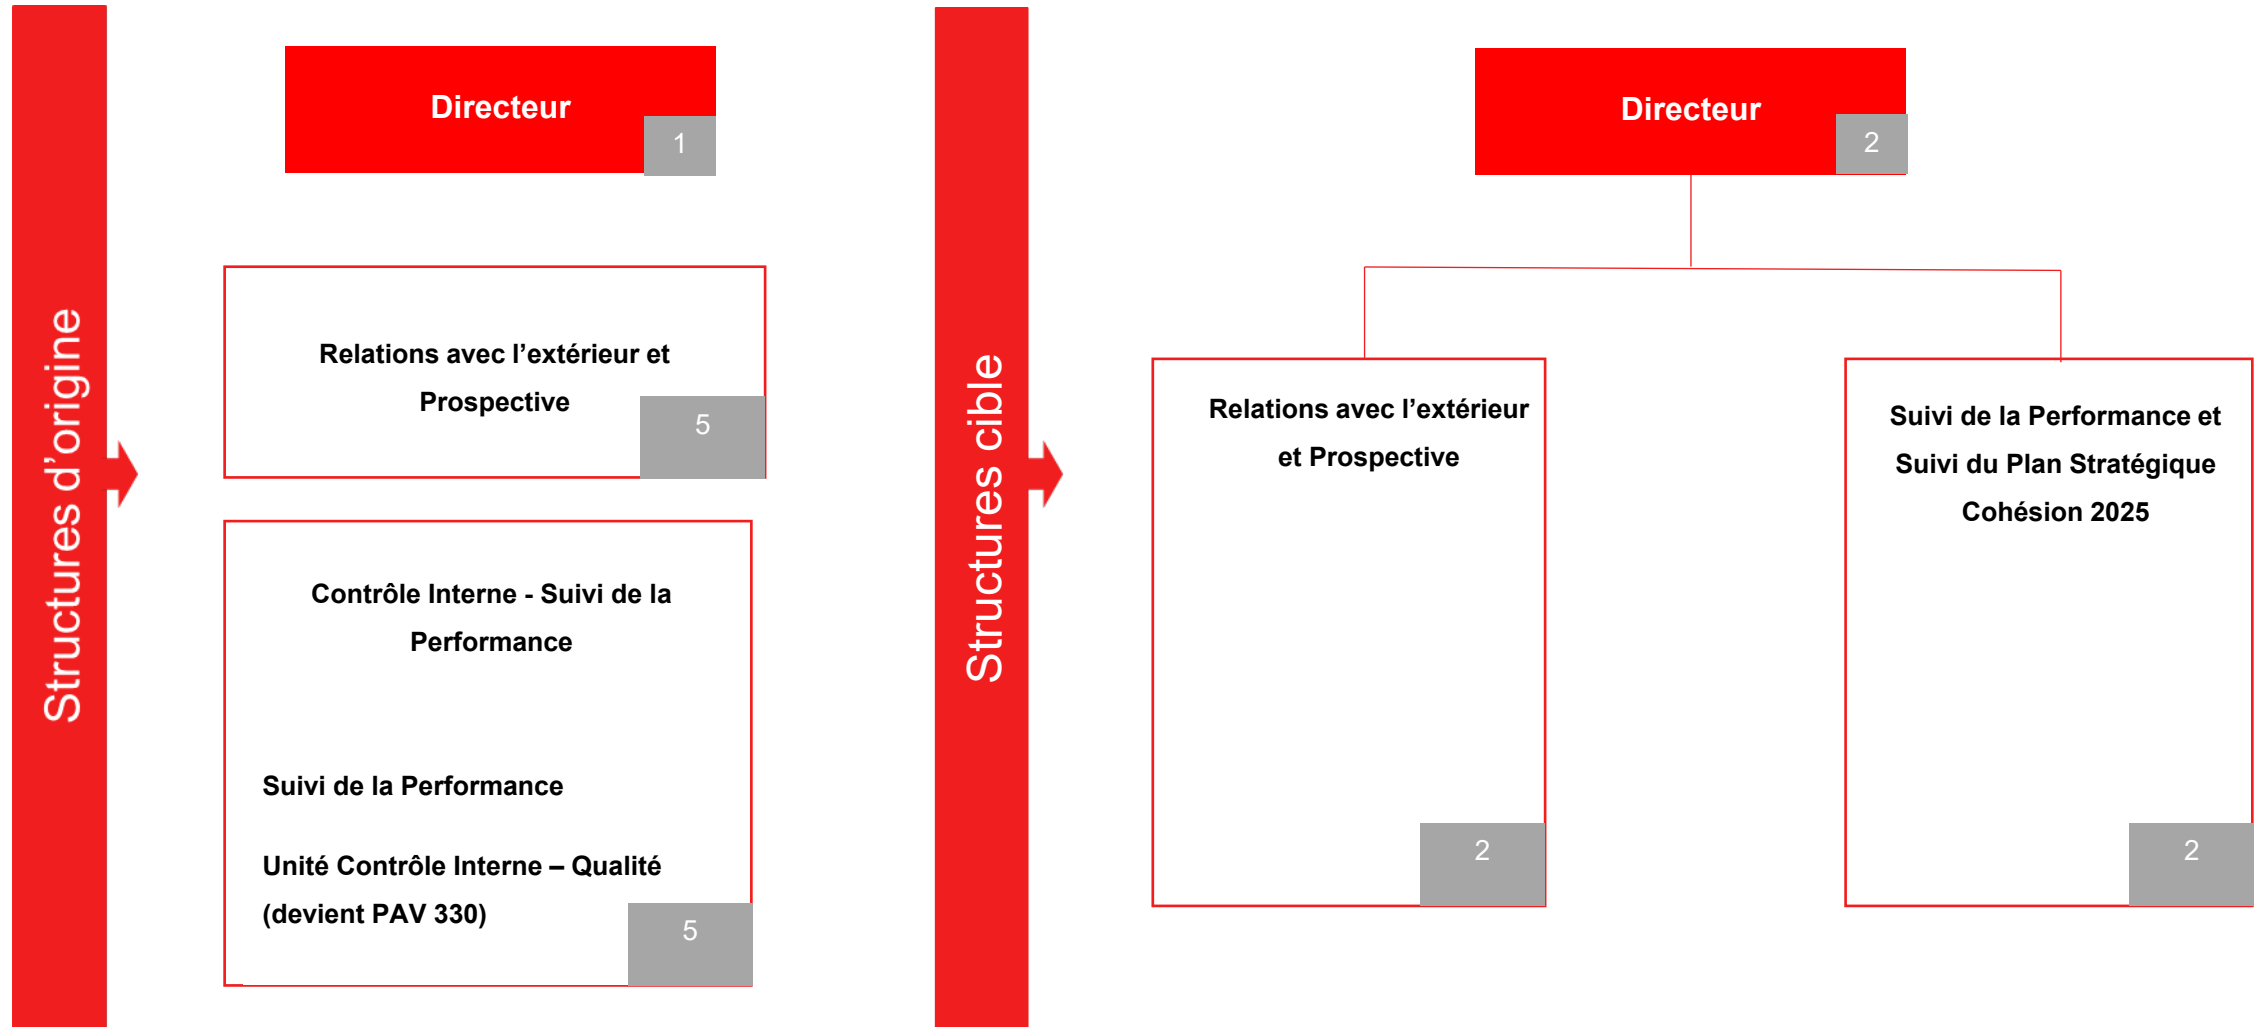 Structures d'origine
Directeur
1
Relations avec l’extérieur et
Prospective
5
Contrôle Interne - Suivi de la
Performance
Suivi de la Performance
Unité Contrôle Interne – Qualité
(devient PAV 330)
5
Structures cible
Directeur
2
Relations avec l’extérieur
et Prospective
2
Suivi de la Performance et
Suivi du Plan Stratégique
Cohésion 2025
2